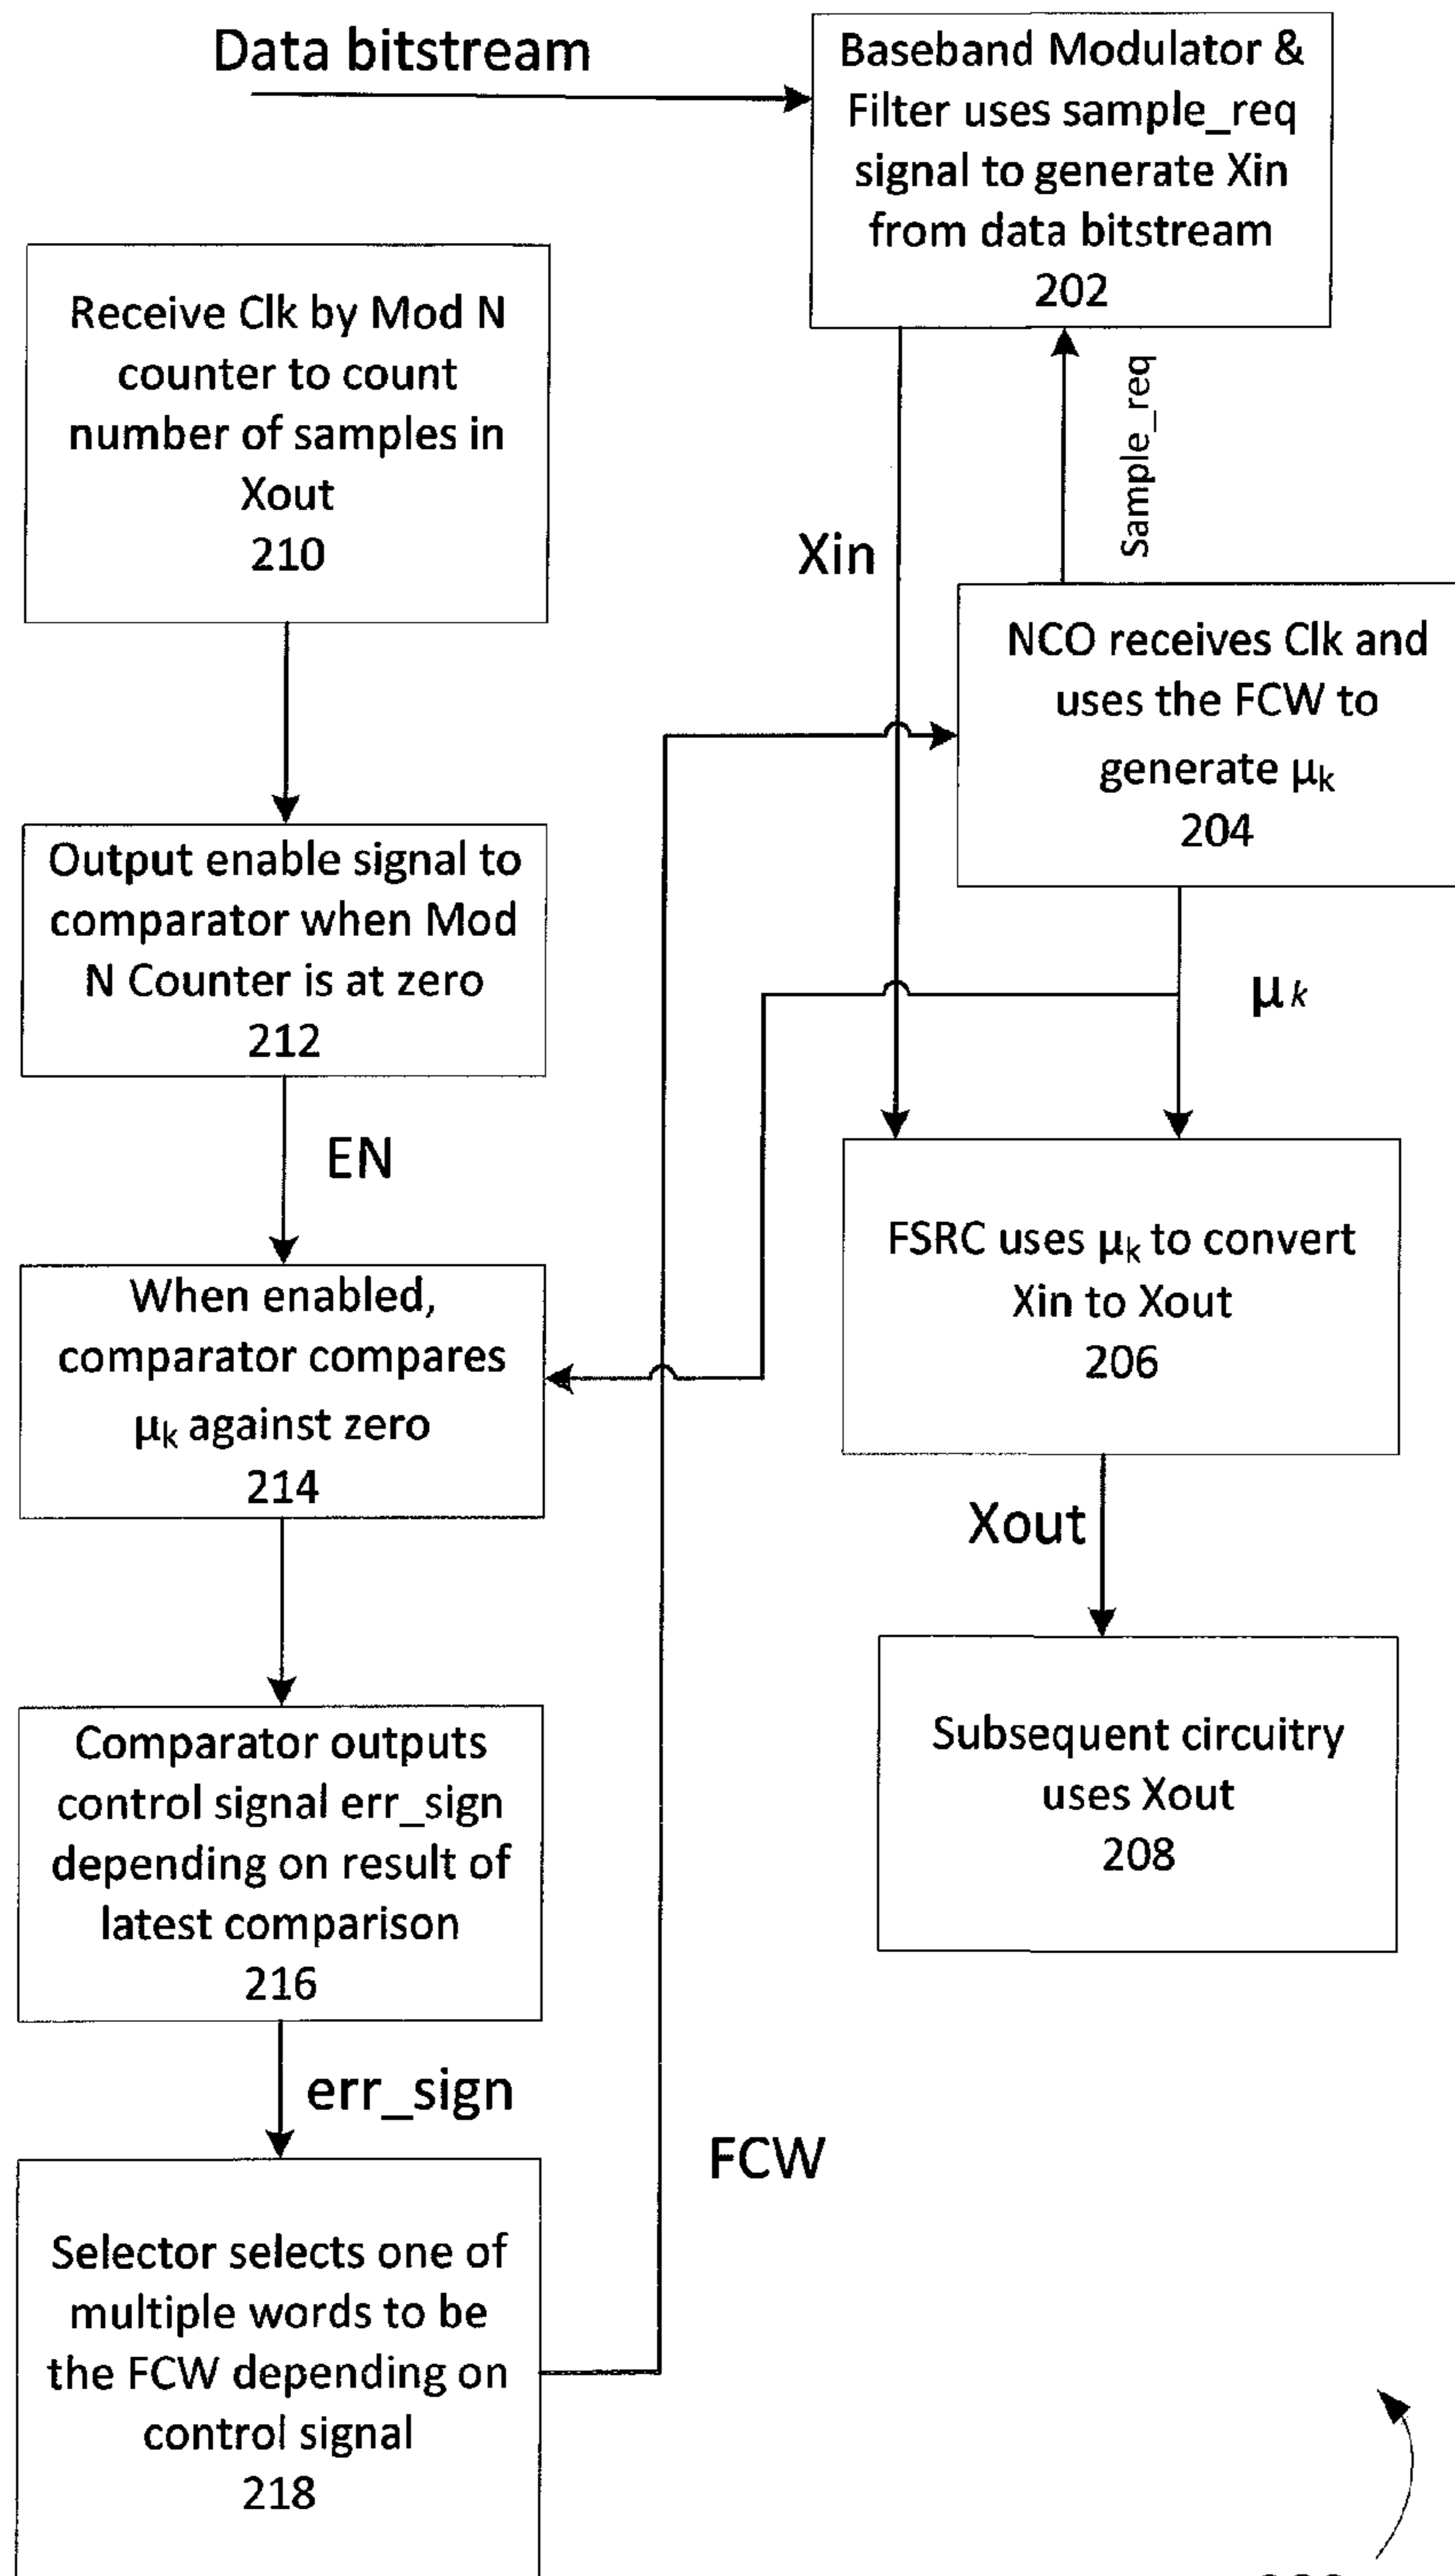 Data bitstream
Baseband Modulator &
Filter uses sample_req
signal to generate Xin
from data bitstream
202
Receive Clk by Mod N
counter to count
number of samples in
Xout
210
Sample_req
Xin
NCO receives Clk and
uses the FCW to
generate μk
204
Output enable signal to
comparator when Mod
N Counter is at zero
212
μk
EN
FSRC uses μk to convert
Xin to Xout
206
When enabled,
comparator compares
μk against zero
214
Xout
Subsequent circuitry
uses Xout
208
Comparator outputs
control signal err_sign
depending on result of
latest comparison
216
err_sign
FCW
Selector selects one of
multiple words to be
the FCW depending on
control signal
218